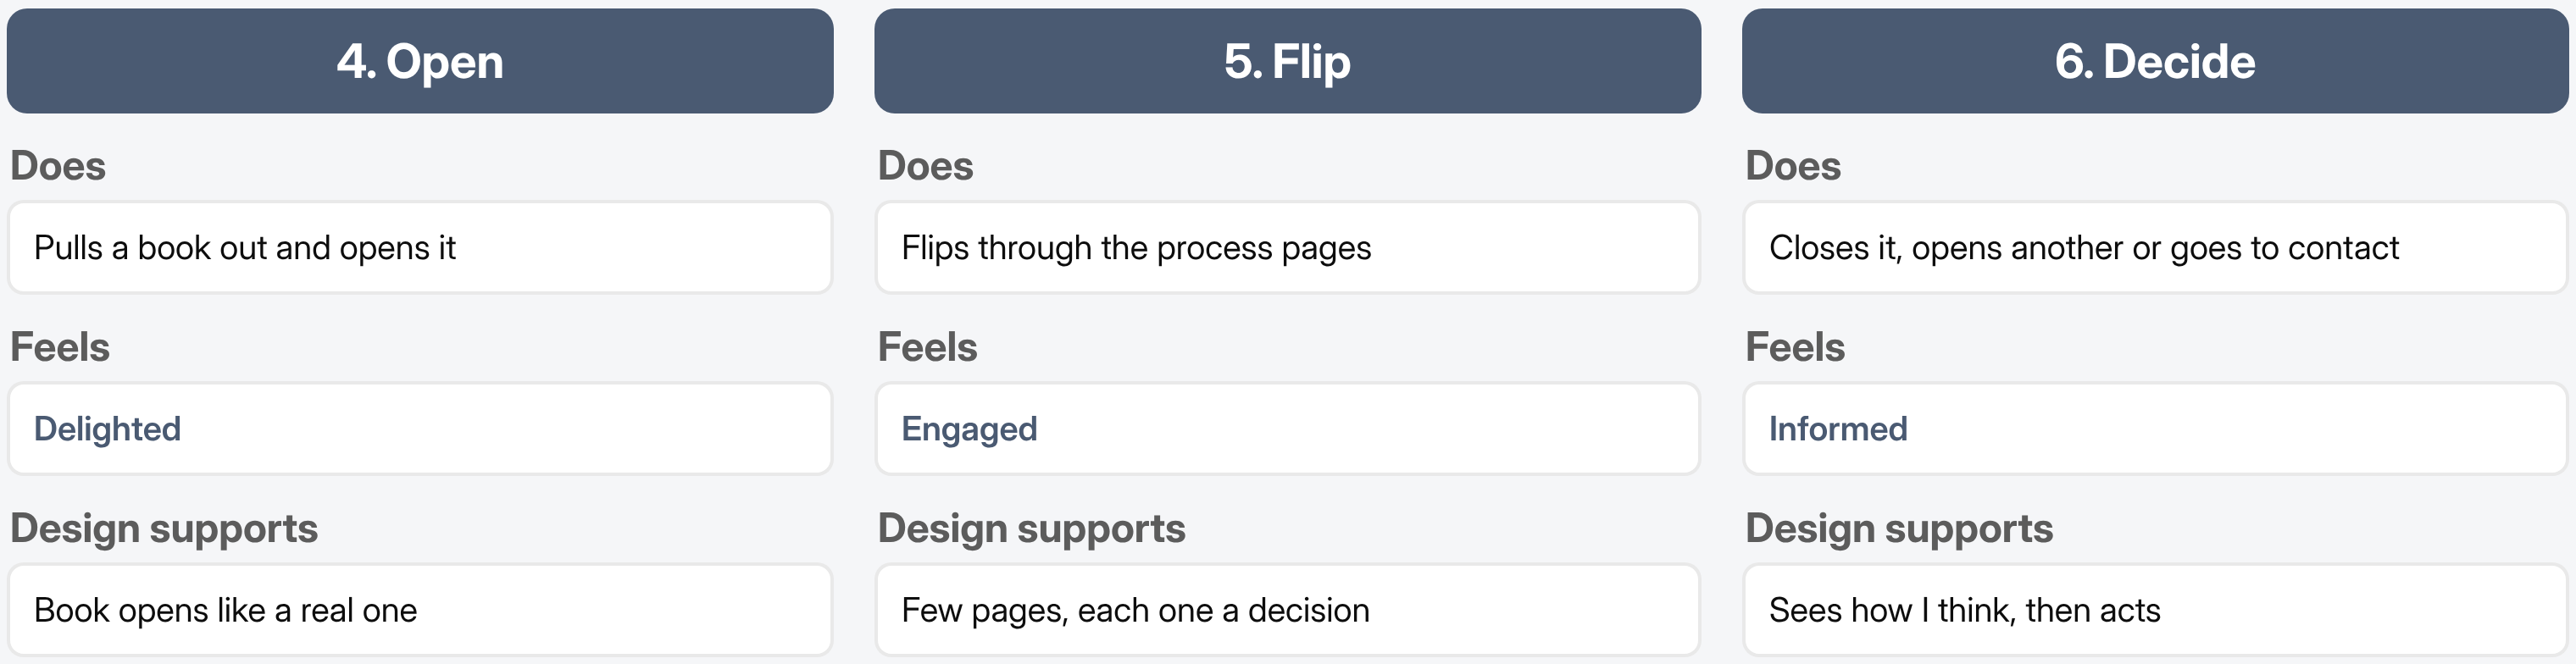 4. Open
Does
Pulls a book out and opens it
Feels
Delighted
Design supports
Book opens like a real one
5. Flip
Does
Flips through the process pages
Feels
Engaged
Design supports
Few pages, each one a decision
6. Decide
Does
Closes it, opens another or goes to contact
Feels
Informed
Design supports
Sees how I think, then acts